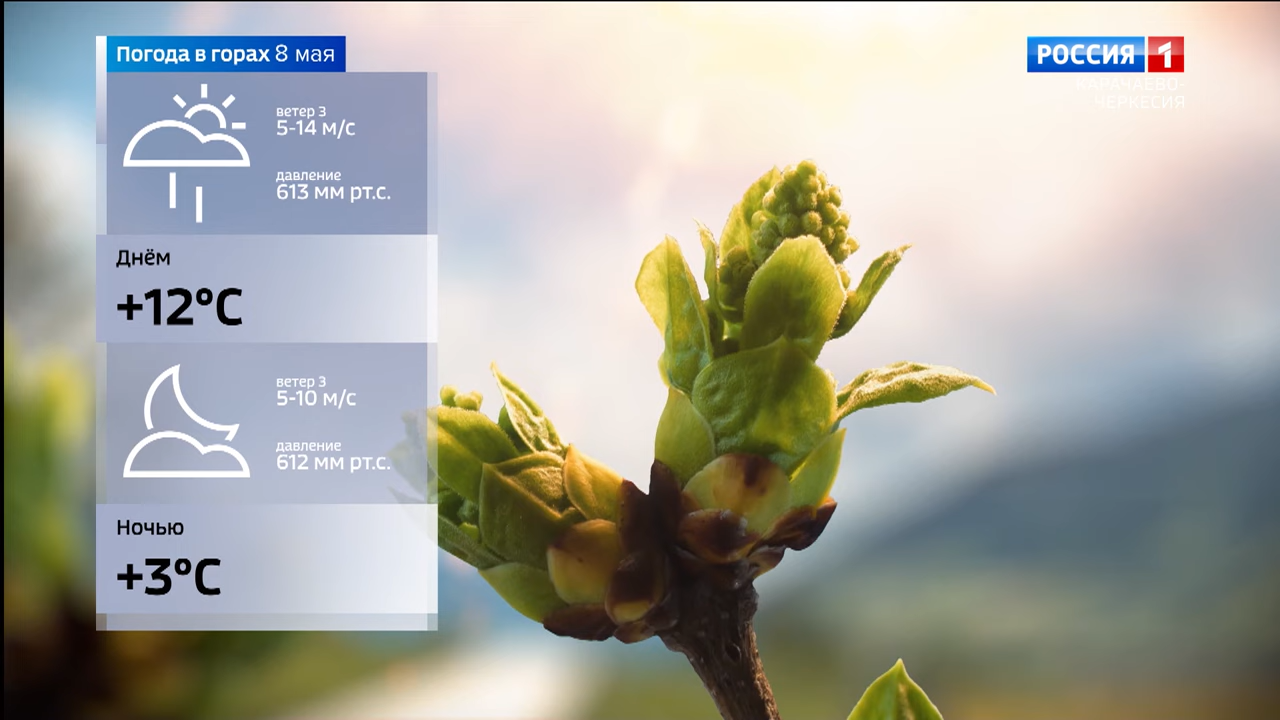 Погода в горах 8 мая
РОССИЯ 1
КАРАЧАЕВО-
ЧЕРКЕСИЯ
ветер З
5-14 м/с
давление
613 мм рт.с.
Днём
+12°C
ветер З
5-10 м/с
давление
612 мм рт.с.
Ночью
+3°C